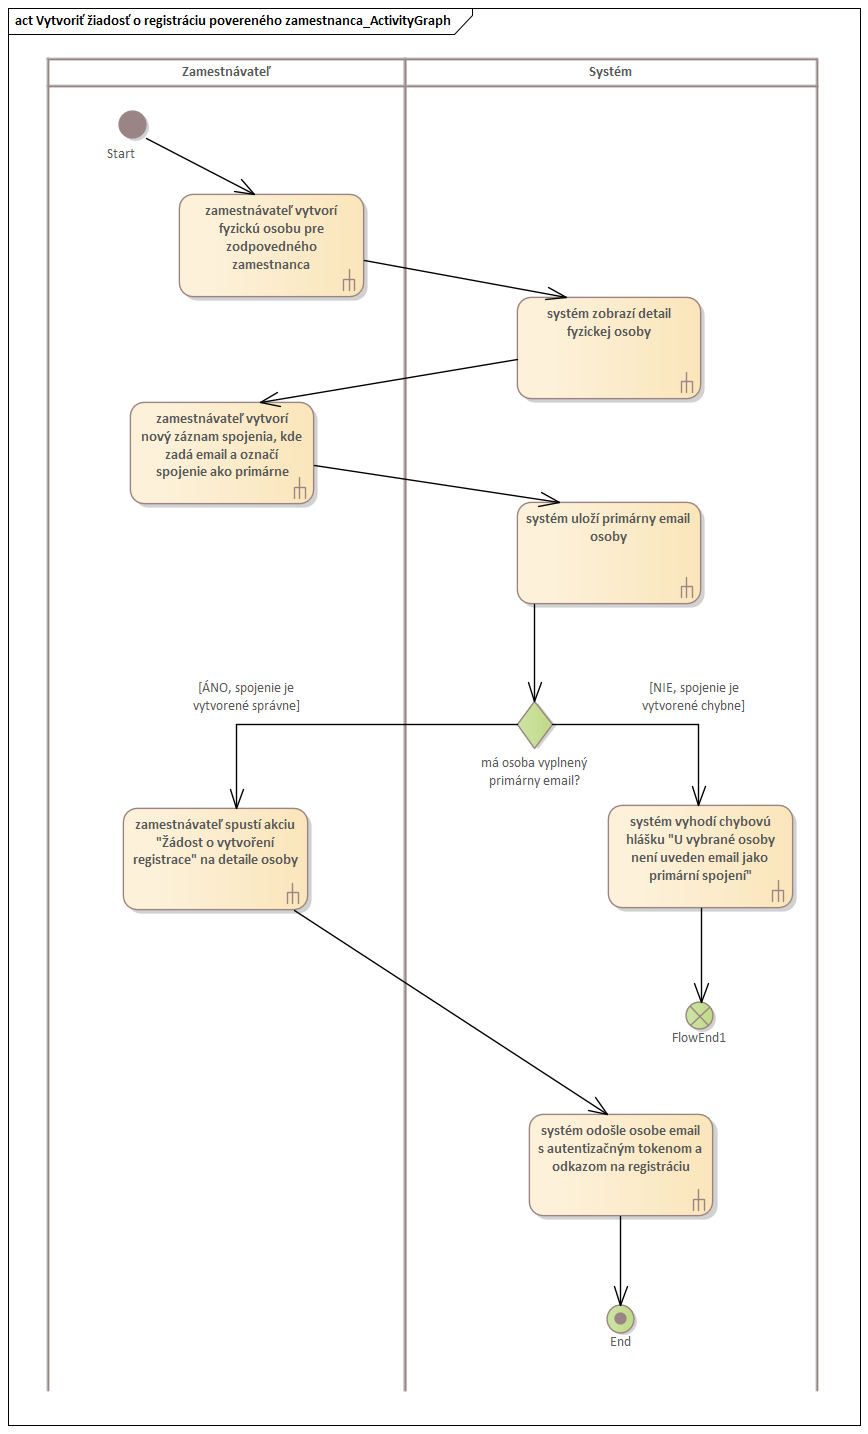 act Vytvoriť žiadosť o registráciu povereného zamestnanca_ActivityGraph
Zamestnávateľ
Systém
Start
zamestnávateľ vytvorí
fyzickú osobu pre
zodpovedného
zamestnanca
systém zobrazí detail
fyzickej osoby
zamestnávateľ vytvorí
nový záznam spojenia, kde
zadá email a označí
spojenie ako primárne
systém uloží primárny email
osoby
[ÁNO, spojenie je
vytvorené správne]
[NIE, spojenie je
vytvorené chybne]
má osoba vyplnený
primárny email?
zamestnávateľ spustí akciu
"Žádost o vytvoření
registrace" na detaile osoby
systém vyhodí chybovú
hlášku "U vybrané osoby
není uveden email jako
primární spojení"
FlowEnd1
systém odošle osobe email
s autentizačným tokenom a
odkazom na registráciu
End